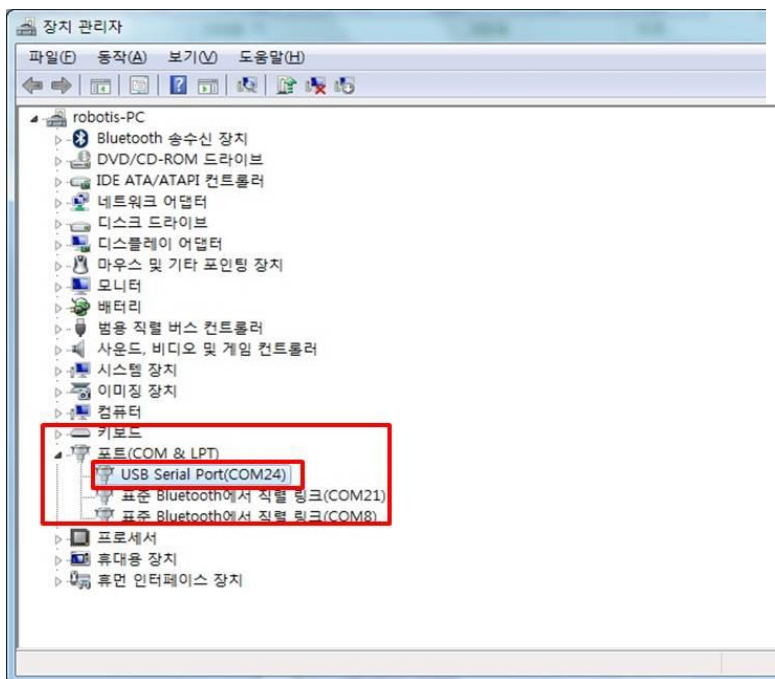 장치 관리자
파일(F) 동작(A) 보기(V) 도움말(H)
robotis-PC
Bluetooth 송수신 장치
DVD/CD-ROM 드라이브
IDE ATA/ATAPI 컨트롤러
네트워크 어댑터
디스크 드라이브
디스플레이 어댑터
마우스 및 기타 포인팅 장치
모니터
배터리
범용 직렬 버스 컨트롤러
사운드, 비디오 및 게임 컨트롤러
시스템 장치
이미징 장치
컴퓨터
키보드
포트(COM & LPT)
USB Serial Port(COM24)
표준 Bluetooth에서 직렬 링크(COM21)
표준 Bluetooth에서 직렬 링크(COM8)
프로세서
휴대용 장치
휴먼 인터페이스 장치